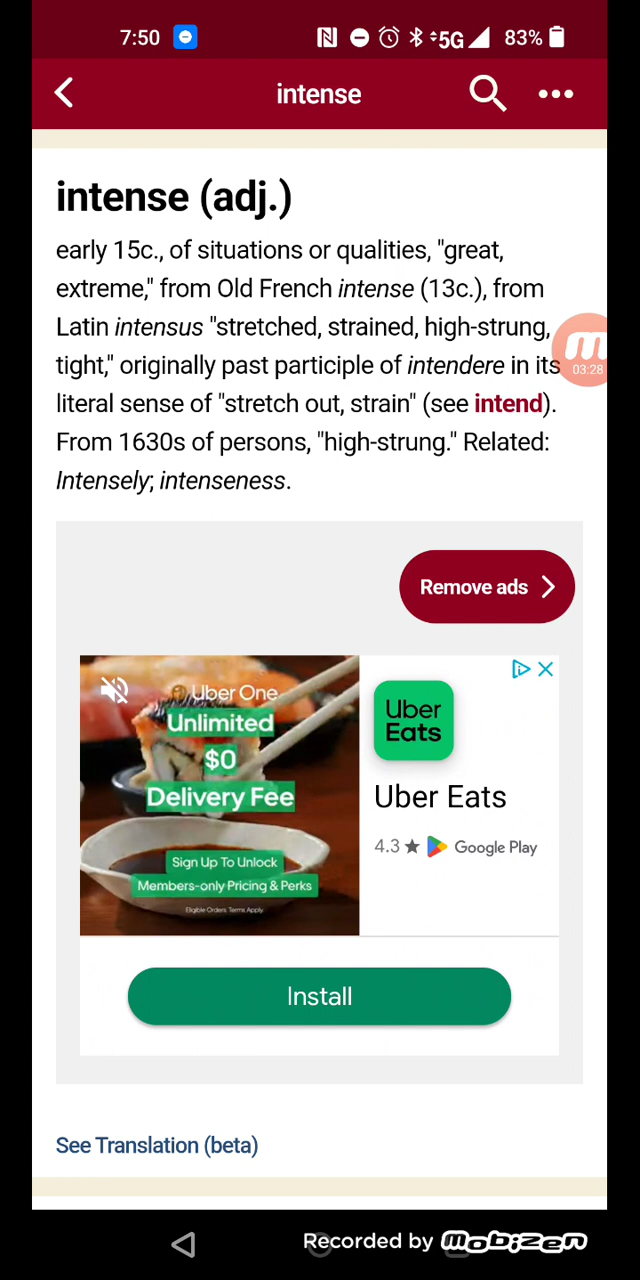 7:50 5G 83%
intense
intense (adj.)
early 15c., of situations or qualities, "great,
extreme," from Old French intense (13c.), from
Latin intensus "stretched, strained, high-strung,
tight," originally past participle of intendere in its
literal sense of "stretch out, strain" (see intend).
From 1630s of persons, "high-strung." Related:
Intensely; intenseness.
m
03:28
Remove ads
Uber One
Unlimited
$0
Delivery Fee
Sign Up To Unlock
Members-only Pricing & Perks
Eligible Orders. Terms Apply.
Uber
Eats
Uber Eats
4.3★ Google Play
Install
See Translation (beta)
Recorded by mobizen